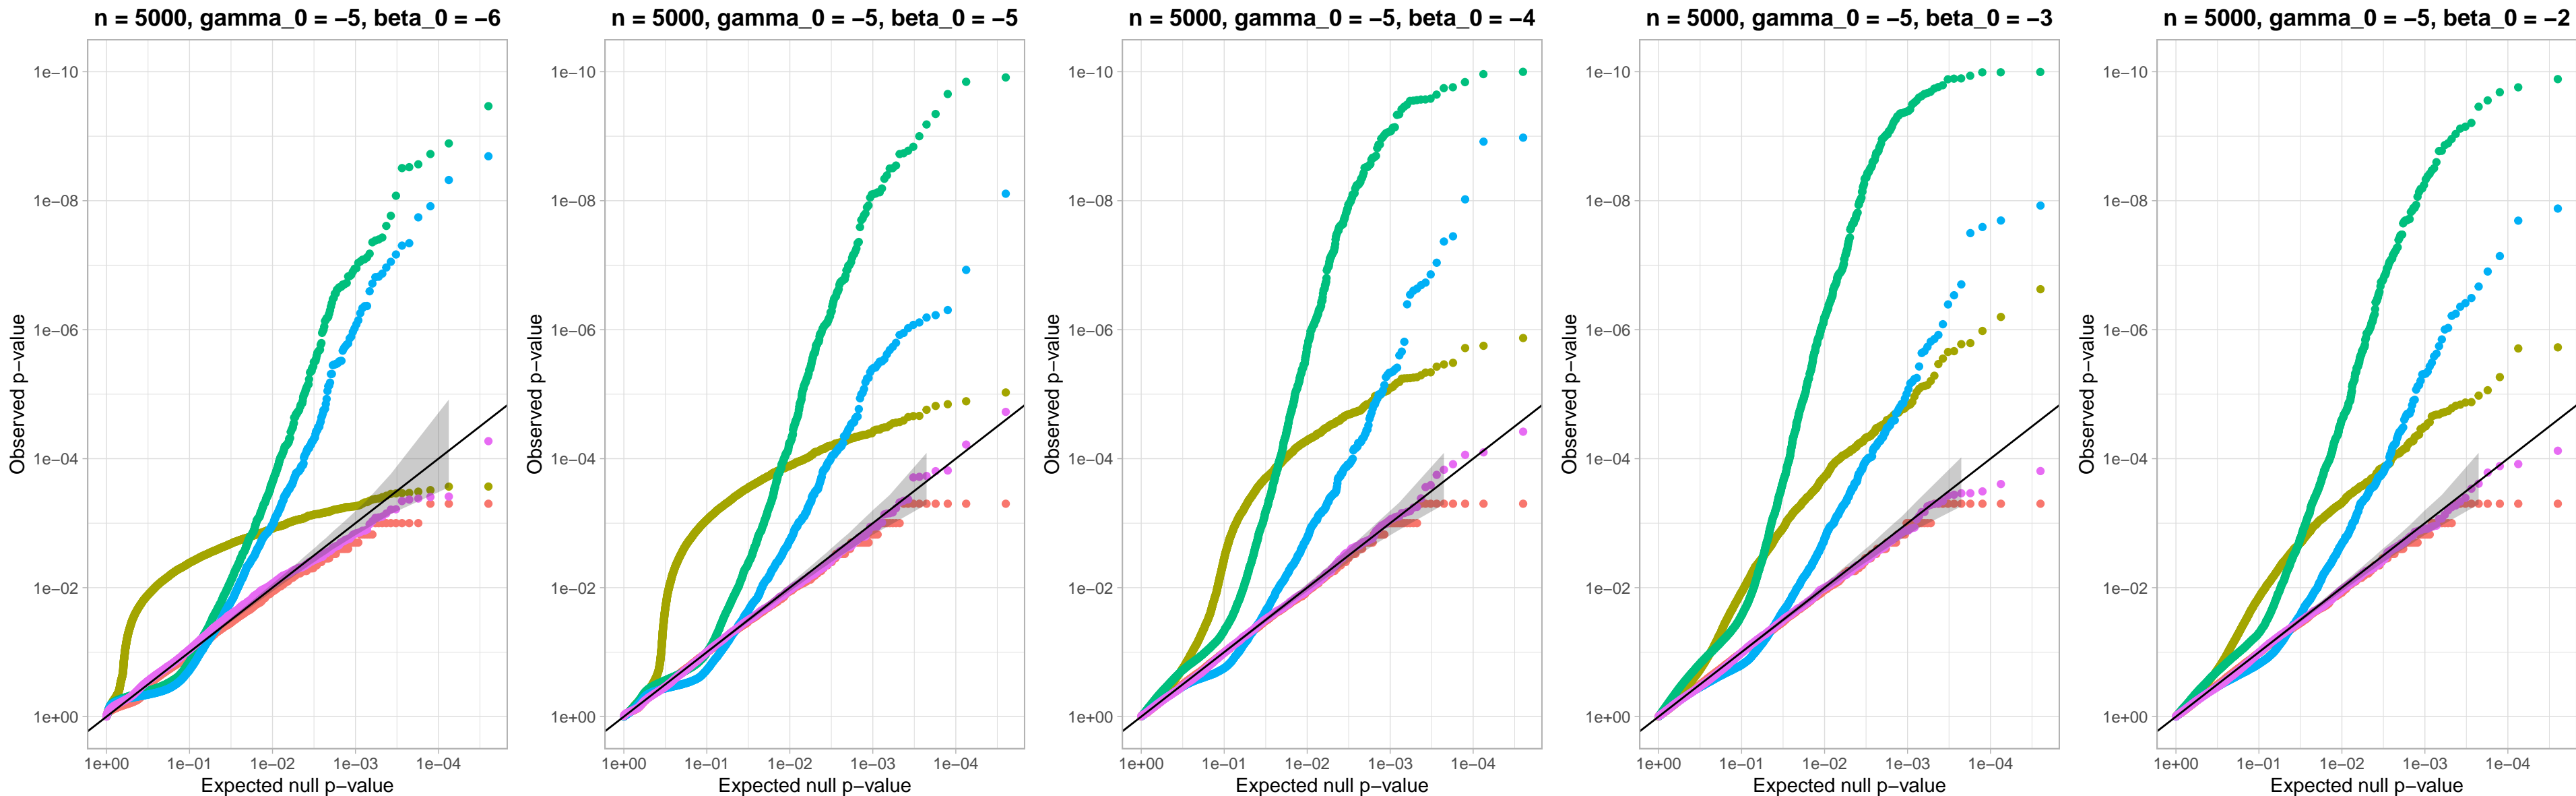 n = 5000, gamma_0 = −5, beta_0 = −6
1e−10
1e−08
1e−06
1e−04
1e−02
1e+00
Observed p−value
1e+00 1e−01 1e−02 1e−03 1e−04
Expected null p−value
n = 5000, gamma_0 = −5, beta_0 = −5
1e−10
1e−08
1e−06
1e−04
1e−02
1e+00
Observed p−value
1e+00 1e−01 1e−02 1e−03 1e−04
Expected null p−value
n = 5000, gamma_0 = −5, beta_0 = −4
1e−10
1e−08
1e−06
1e−04
1e−02
1e+00
Observed p−value
1e+00 1e−01 1e−02 1e−03 1e−04
Expected null p−value
n = 5000, gamma_0 = −5, beta_0 = −3
1e−10
1e−08
1e−06
1e−04
1e−02
1e+00
Observed p−value
1e+00 1e−01 1e−02 1e−03 1e−04
Expected null p−value
n = 5000, gamma_0 = −5, beta_0 = −2
1e−10
1e−08
1e−06
1e−04
1e−02
1e+00
Observed p−value
1e+00 1e−01 1e−02 1e−03 1e−04
Expected null p−value